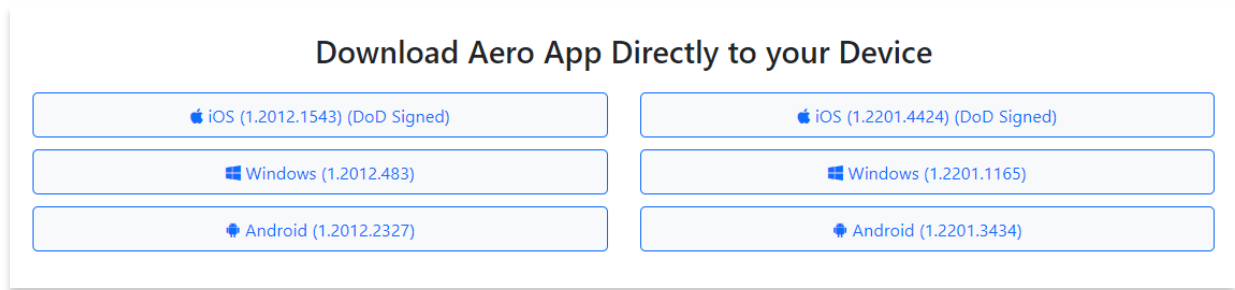 Download Aero App Directly to your Device
iOS (1.2012.1543) (DoD Signed)
iOS (1.2201.4424) (DoD Signed)
Windows (1.2012.483)
Windows (1.2201.1165)
Android (1.2012.2327)
Android (1.2201.3434)